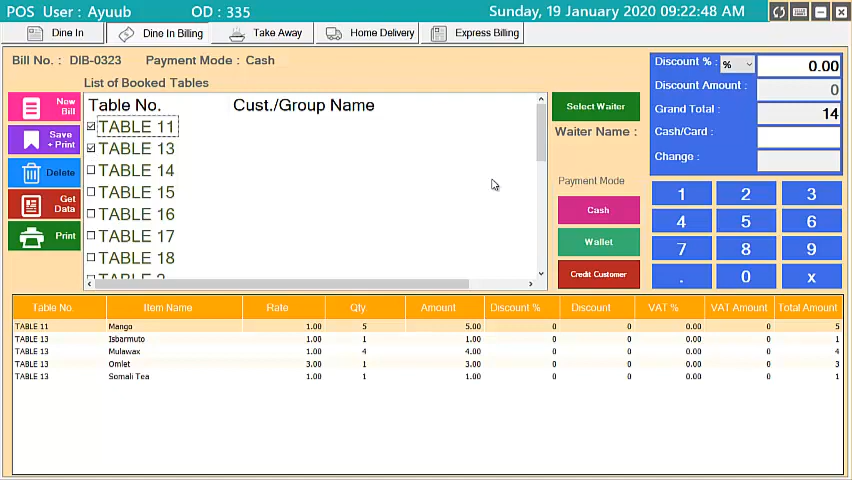 POS User : Ayuub OD : 335 Sunday, 19 January 2020 09:22:48 AM
Dine In Dine In Billing Take Away Home Delivery Express Billing
Bill No. : DIB-0323 Payment Mode : Cash
List of Booked Tables
New Bill
Save + Print
Delete
Get Data
Print
Table No. Cust./Group Name
TABLE 11
TABLE 13
TABLE 14
TABLE 15
TABLE 16
TABLE 17
TABLE 18
TABLE 2
Select Waiter
Waiter Name :
Payment Mode
Cash
Wallet
Credit Customer
Discount % : % 0.00
Discount Amount : 0
Grand Total : 14
Cash/Card :
Change :
1 2 3
4 5 6
7 8 9
. 0 x
Table No. Item Name Rate Qty. Amount Discount % Discount VAT % VAT Amount Total Amount
TABLE 11 Mango 1.00 5 5.00 0 0 0.00 0 5
TABLE 13 Isbarmuto 1.00 1 1.00 0 0 0.00 0 1
TABLE 13 Mulawax 1.00 4 4.00 0 0 0.00 0 4
TABLE 13 Omlet 3.00 1 3.00 0 0 0.00 0 3
TABLE 13 Somali Tea 1.00 1 1.00 0 0 0.00 0 1